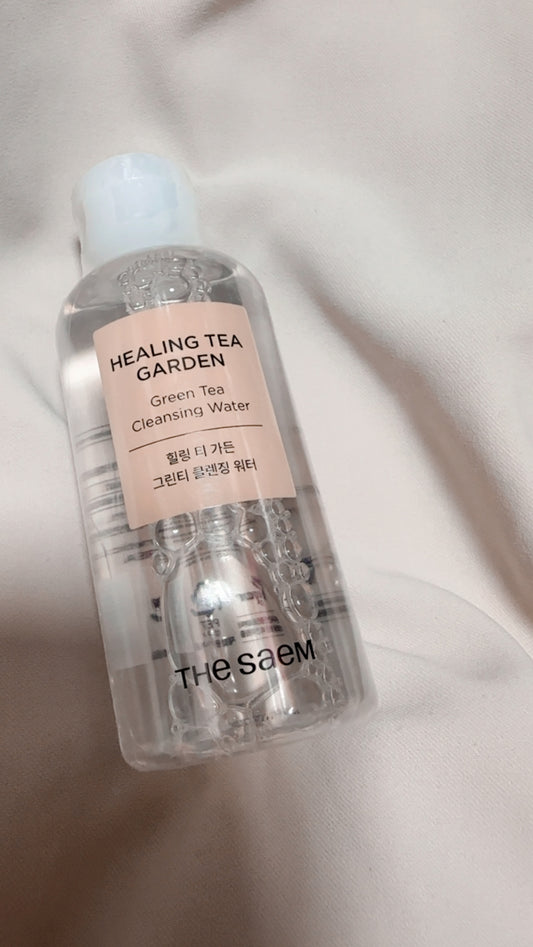 HEALING TEA
GARDEN
Green Tea
Cleansing Water
힐링 티 가든
그린티 클렌징 워터
THe saeM